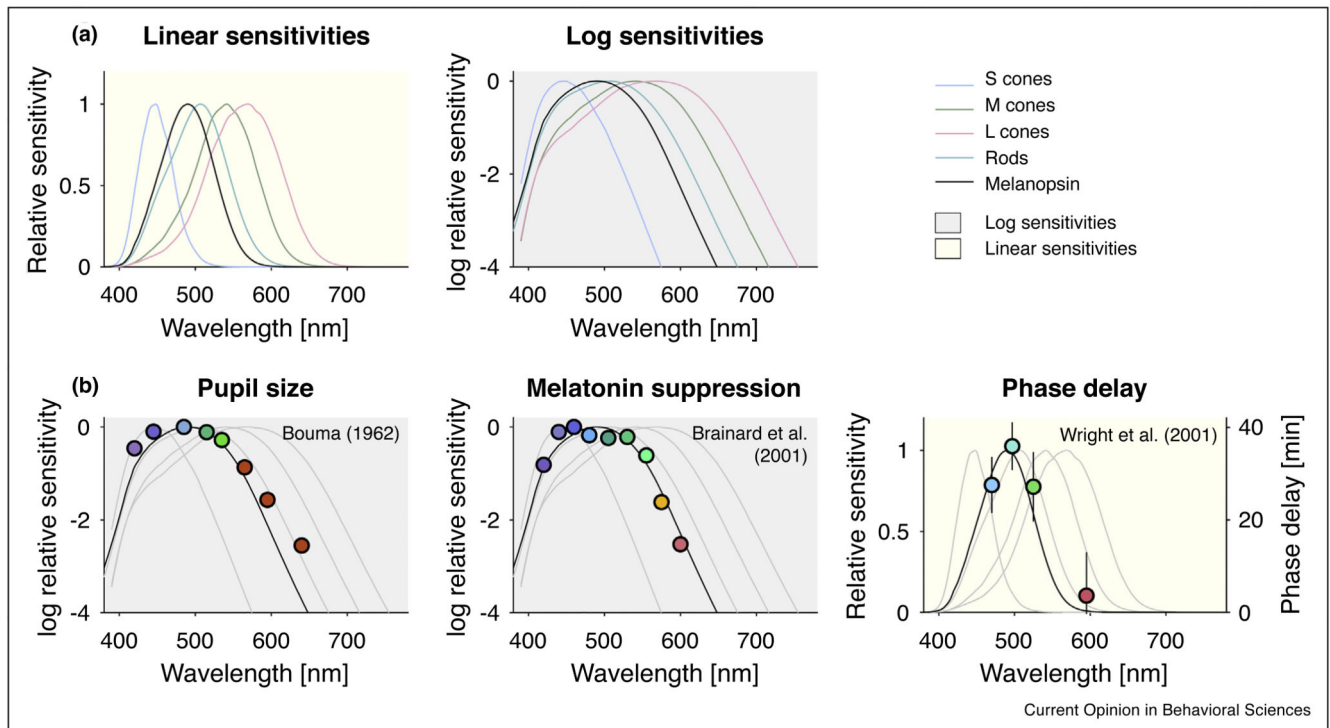 (a)
Linear sensitivities
Relative sensitivity
1
0.5
0
400 500 600 700
Wavelength [nm]
Log sensitivities
log relative sensitivity
0
-2
-4
400 500 600 700
Wavelength [nm]
S cones
M cones
L cones
Rods
Melanopsin
Log sensitivities
Linear sensitivities
(b)
Pupil size
log relative sensitivity
0
-2
-4
Bouma (1962)
400 500 600 700
Wavelength [nm]
Melatonin suppression
log relative sensitivity
0
-2
-4
Brainard et al.
(2001)
400 500 600 700
Wavelength [nm]
Phase delay
Relative sensitivity
1
0.5
0
Wright et al. (2001)
40
20
0
Phase delay [min]
400 500 600 700
Wavelength [nm]
Current Opinion in Behavioral Sciences